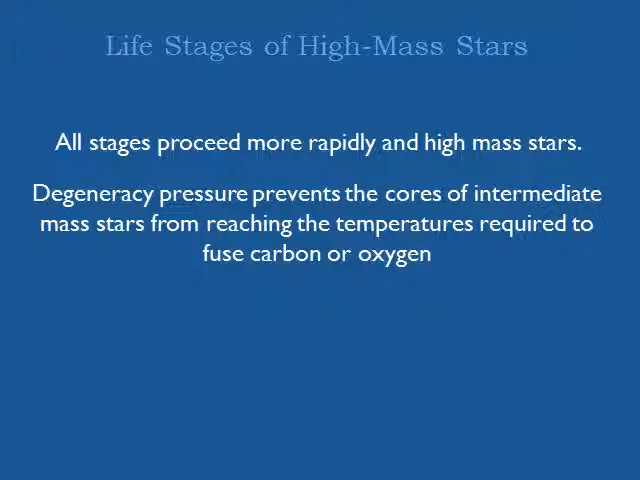 Life Stages of High-Mass Stars
All stages proceed more rapidly and high mass stars.
Degeneracy pressure prevents the cores of intermediate
mass stars from reaching the temperatures required to
fuse carbon or oxygen